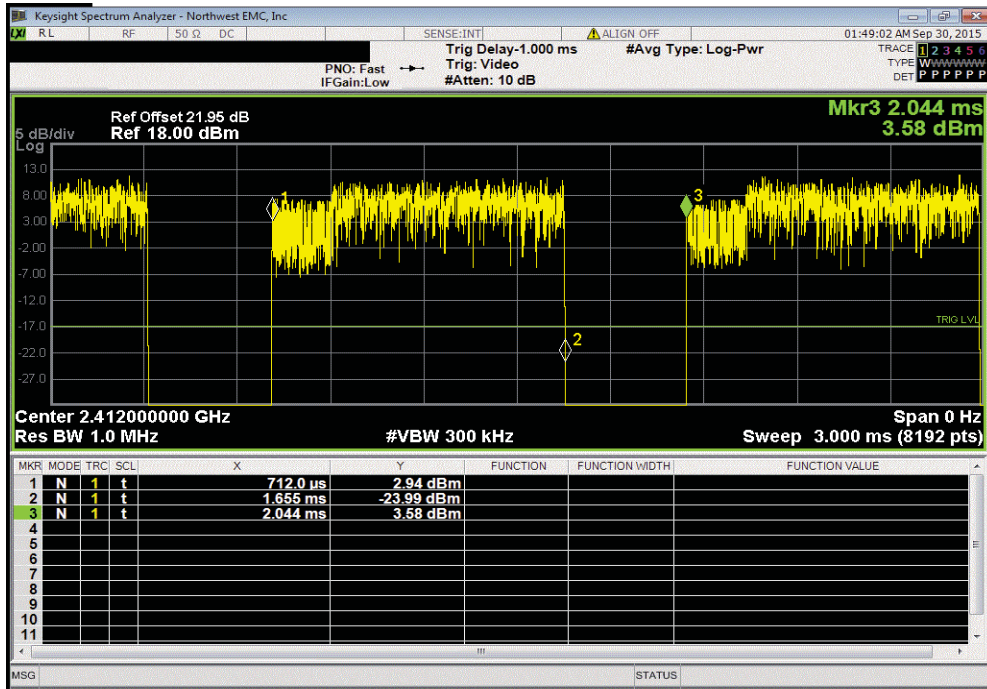 Keysight Spectrum Analyzer - Northwest EMC, Inc
LXI RL RF 50 Ω DC SENSE:INT ALIGN OFF 01:49:02 AM Sep 30, 2015
Trig Delay-1.000 ms #Avg Type: Log-Pwr TRACE 1 2 3 4 5 6
PNO: Fast Trig: Video TYPE WWWWWW
IFGain:Low #Atten: 10 dB DET P P P P P P
Mkr3 2.044 ms
3.58 dBm
Ref Offset 21.95 dB
5 dB/div Ref 18.00 dBm
Log
13.0
8.00
3.00
-2.00
-7.00
-12.0
-17.0
-22.0
-27.0
1
2
3
TRIG LVL
Center 2.412000000 GHz Span 0 Hz
Res BW 1.0 MHz #VBW 300 kHz Sweep 3.000 ms (8192 pts)
MKR MODE TRC SCL X Y FUNCTION FUNCTION WIDTH FUNCTION VALUE
1 N 1 t 712.0 µs 2.94 dBm
2 N 1 t 1.655 ms -23.99 dBm
3 N 1 t 2.044 ms 3.58 dBm
4
5
6
7
8
9
10
11
MSG STATUS